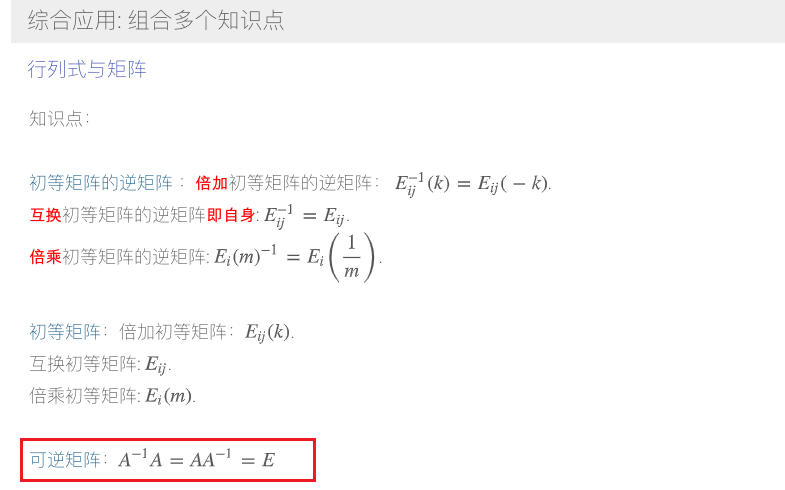 综合应用: 组合多个知识点
行列式与矩阵
知识点:
初等矩阵的逆矩阵 : 倍加初等矩阵的逆矩阵: $E_{ij}^{-1}(k) = E_{ij}(-k)$.
互换初等矩阵的逆矩阵即自身: $E_{ij}^{-1} = E_{ij}$.
倍乘初等矩阵的逆矩阵: $E_i(m)^{-1} = E_i\left(\frac{1}{m}\right)$.
初等矩阵: 倍加初等矩阵: $E_{ij}(k)$.
互换初等矩阵: $E_{ij}$.
倍乘初等矩阵: $E_i(m)$.
可逆矩阵: $A^{-1}A = AA^{-1} = E$